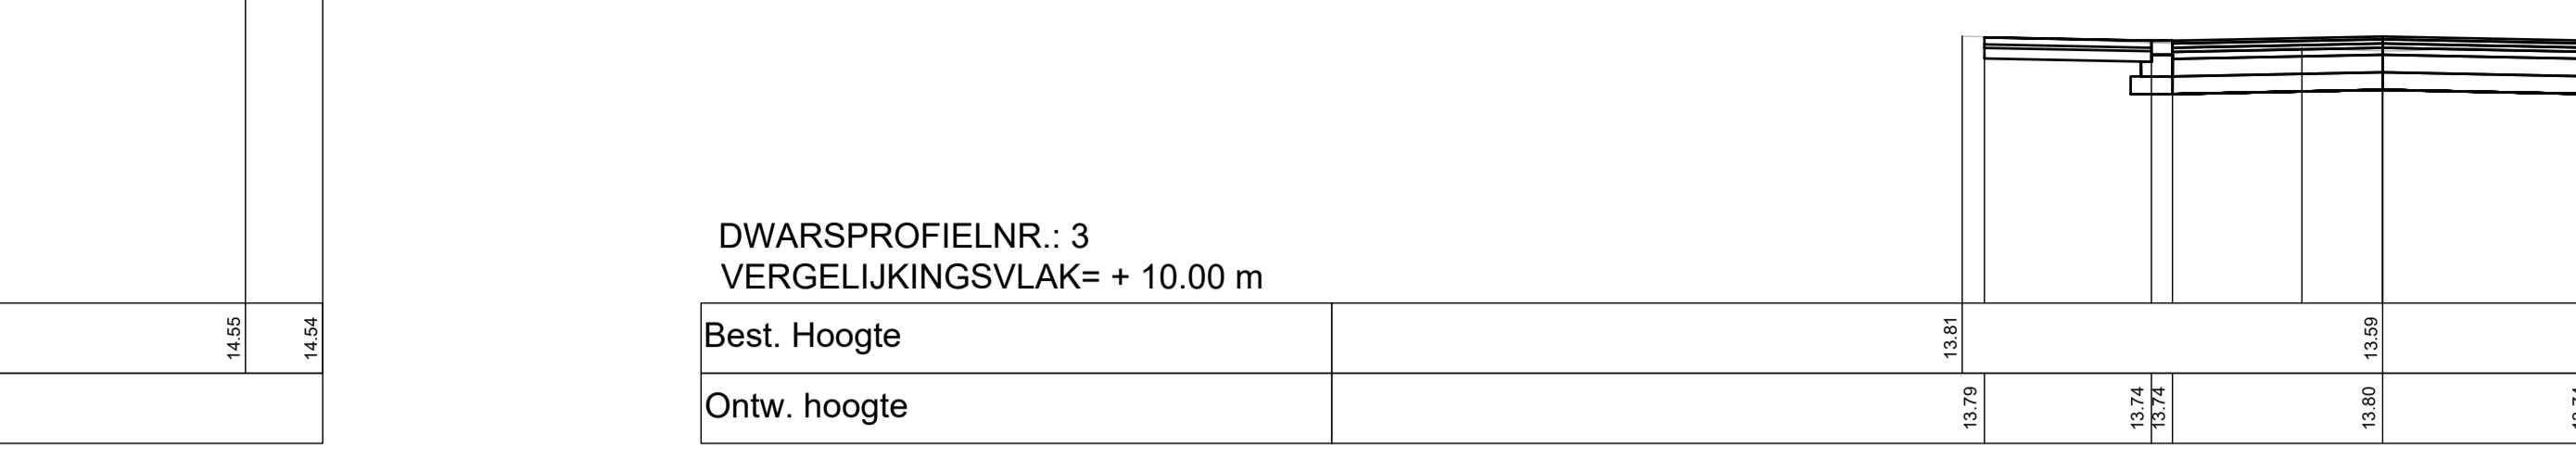 DWARSPROFIELNR.: 3
VERGELIJKINGSVLAK= + 10.00 m
14.55 14.54
Best. Hoogte 13.81 13.59
Ontw. hoogte 13.79 13.74 13.74 13.80